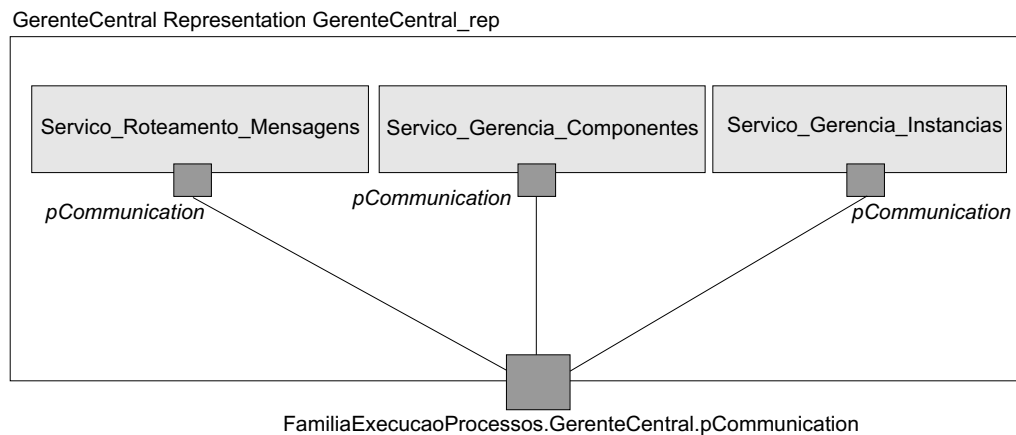 GerenteCentral Representation GerenteCentral_rep
Servico_Roteamento_Mensagens
Servico_Gerencia_Componentes
Servico_Gerencia_Instancias
pCommunication
pCommunication
pCommunication
FamiliaExecucaoProcessos.GerenteCentral.pCommunication